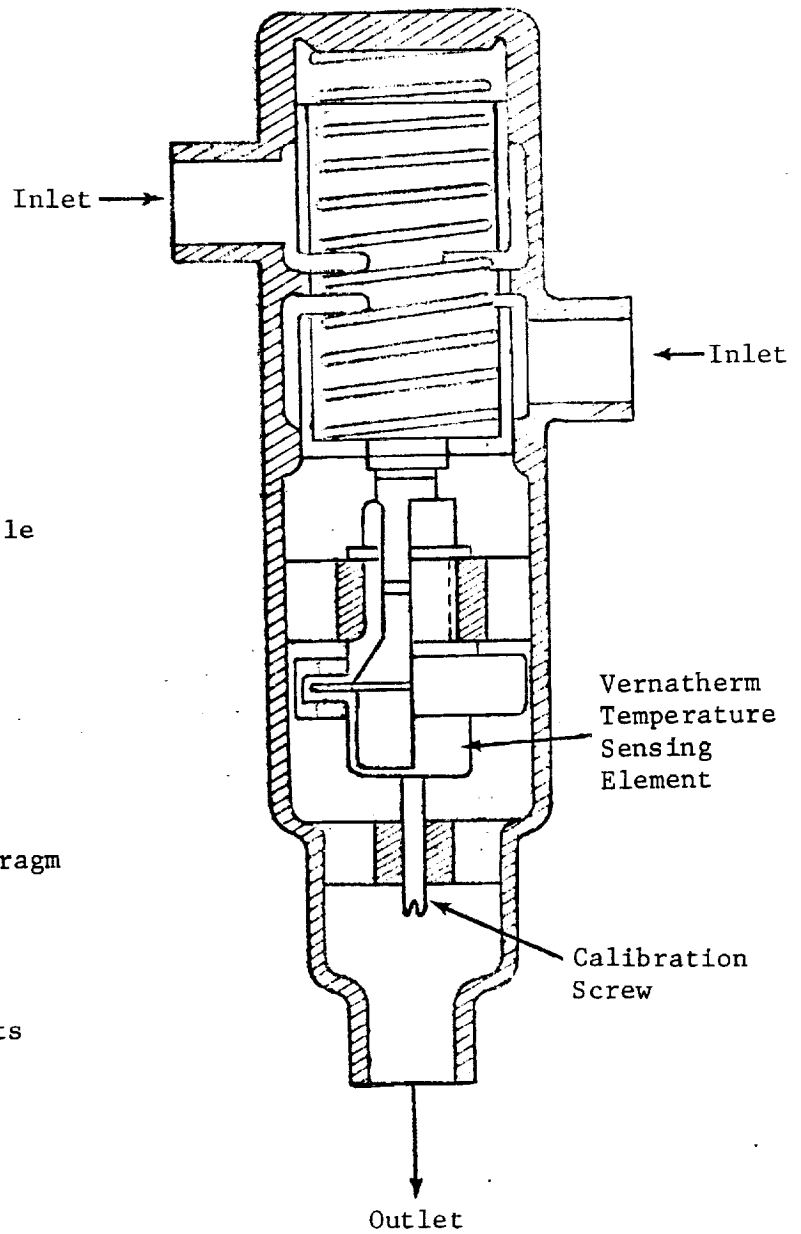 Inlet
Inlet
le
Vernatherm
Temperature
Sensing
Element
ragm
Calibration
Screw
ts
Outlet